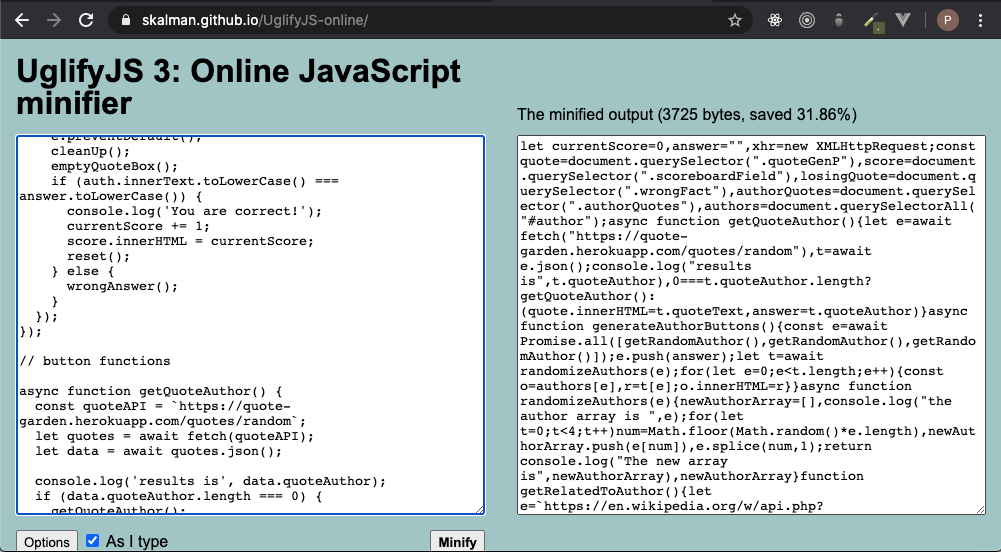 skalman.github.io/UglifyJS-online/
P
UglifyJS 3: Online JavaScript
minifier
The minified output (3725 bytes, saved 31.86%)
e.preventDefault();
    cleanUp();
    emptyQuoteBox();
    if (auth.innerText.toLowerCase() ===
answer.toLowerCase()) {
      console.log('You are correct!');
      currentScore += 1;
      score.innerHTML = currentScore;
      reset();
    } else {
      wrongAnswer();
    }
  });
});
// button functions
async function getQuoteAuthor() {
  const quoteAPI = `https://quote-
garden.herokuapp.com/quotes/random`;
  let quotes = await fetch(quoteAPI);
  let data = await quotes.json();
  console.log('results is', data.quoteAuthor);
  if (data.quoteAuthor.length === 0) {
    getQuoteAuthor();
let currentScore=0,answer="",xhr=new XMLHttpRequest;const
quote=document.querySelector(".quoteGenP"),score=document
.querySelector(".scoreboardField"),losingQuote=document.q
uerySelector(".wrongFact"),authorQuotes=document.querySel
ector(".authorQuotes"),authors=document.querySelectorAll(
"#author");async function getQuoteAuthor(){let e=await
fetch("https://quote-
garden.herokuapp.com/quotes/random"),t=await
e.json();console.log("results
is",t.quoteAuthor),0===t.quoteAuthor.length?
getQuoteAuthor():
(quote.innerHTML=t.quoteText,answer=t.quoteAuthor)}async
function generateAuthorButtons(){const e=await
Promise.all([getRandomAuthor(),getRandomAuthor(),getRando
mAuthor()]);e.push(answer);let t=await
randomizeAuthors(e);for(let e=0;e<t.length;e++){const
o=authors[e],r=t[e];o.innerHTML=r}}async function
randomizeAuthors(e){newAuthorArray=[],console.log("the
author array is ",e);for(let
t=0;t<4;t++)num=Math.floor(Math.random()*e.length),newAut
horArray.push(e[num]),e.splice(num,1);return
console.log("The new array
is",newAuthorArray),newAuthorArray}function
getRelatedToAuthor(){let
e=`https://en.wikipedia.org/w/api.php?
Options
As I type
Minify